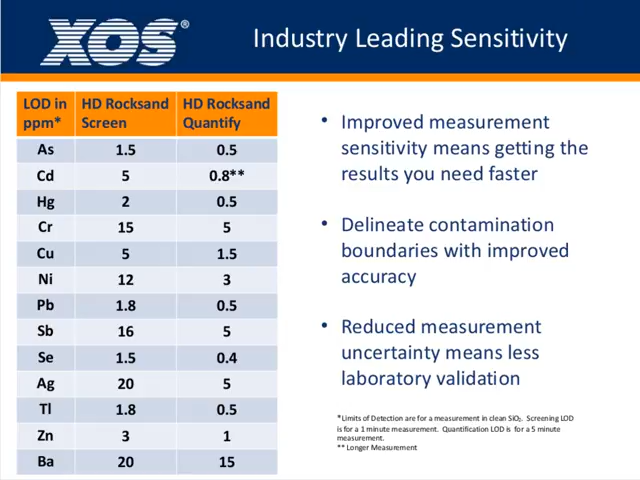 XOS®
Industry Leading Sensitivity
LOD in ppm* HD Rocksand Screen HD Rocksand Quantify
As 1.5 0.5
Cd 5 0.8**
Hg 2 0.5
Cr 15 5
Cu 5 1.5
Ni 12 3
Pb 1.8 0.5
Sb 16 5
Se 1.5 0.4
Ag 20 5
Tl 1.8 0.5
Zn 3 1
Ba 20 15
• Improved measurement
sensitivity means getting the
results you need faster
• Delineate contamination
boundaries with improved
accuracy
• Reduced measurement
uncertainty means less
laboratory validation
*Limits of Detection are for a measurement in clean SiO₂. Screening LOD
is for a 1 minute measurement. Quantification LOD is for a 5 minute
measurement.
** Longer Measurement